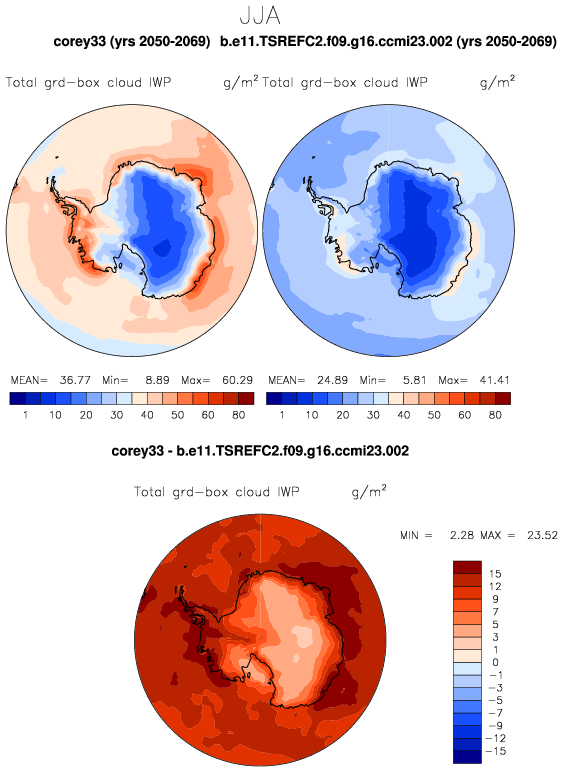 JJA
corey33 (yrs 2050-2069) b.e11.TSREFC2.f09.g16.ccmi23.002 (yrs 2050-2069)
Total grd-box cloud IWP g/m² Total grd-box cloud IWP g/m²
MEAN= 36.77 Min= 8.89 Max= 60.29 MEAN= 24.89 Min= 5.81 Max= 41.41
1 10 20 30 40 50 60 80 1 10 20 30 40 50 60 80
corey33 - b.e11.TSREFC2.f09.g16.ccmi23.002
Total grd-box cloud IWP g/m²
MIN = 2.28 MAX = 23.52
15
12
9
7
5
3
1
0
-1
-3
-5
-7
-9
-12
-15